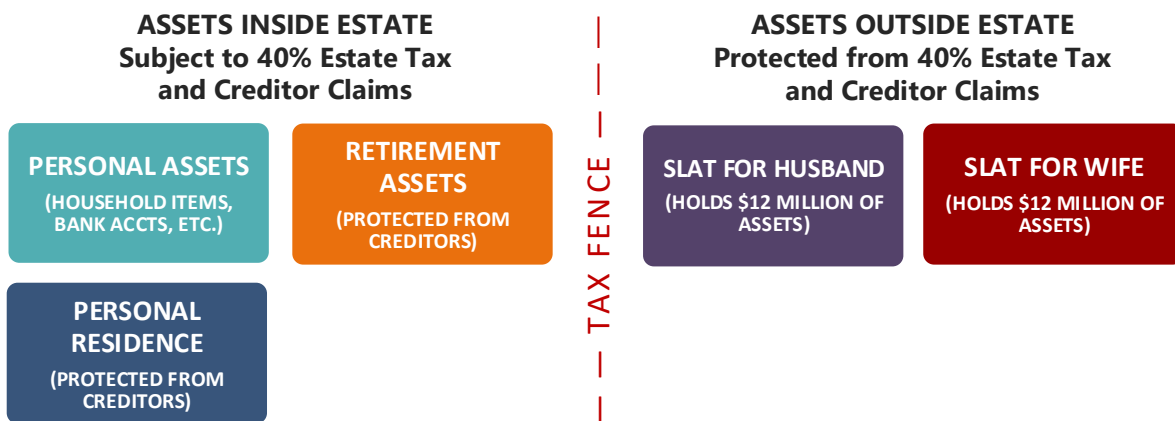 ASSETS INSIDE ESTATE
Subject to 40% Estate Tax
and Creditor Claims
PERSONAL ASSETS
(HOUSEHOLD ITEMS,
BANK ACCTS, ETC.)
RETIREMENT
ASSETS
(PROTECTED FROM
CREDITORS)
PERSONAL
RESIDENCE
(PROTECTED FROM
CREDITORS)
TAX FENCE
ASSETS OUTSIDE ESTATE
Protected from 40% Estate Tax
and Creditor Claims
SLAT FOR HUSBAND
(HOLDS $12 MILLION OF
ASSETS)
SLAT FOR WIFE
(HOLDS $12 MILLION OF
ASSETS)